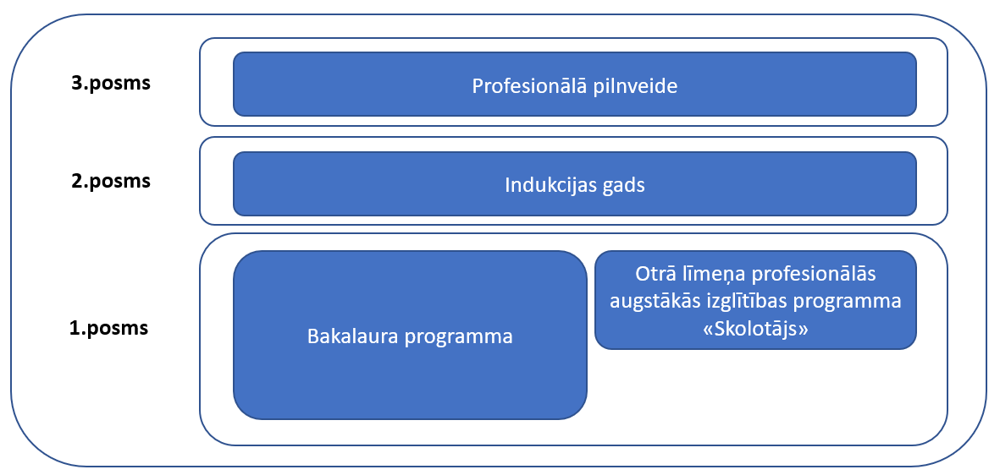 3.posms
Profesionālā pilnveide
2.posms
Indukcijas gads
1.posms
Bakalaura programma
Otrā līmeņa profesionālās
augstākās izglītības programma
«Skolotājs»